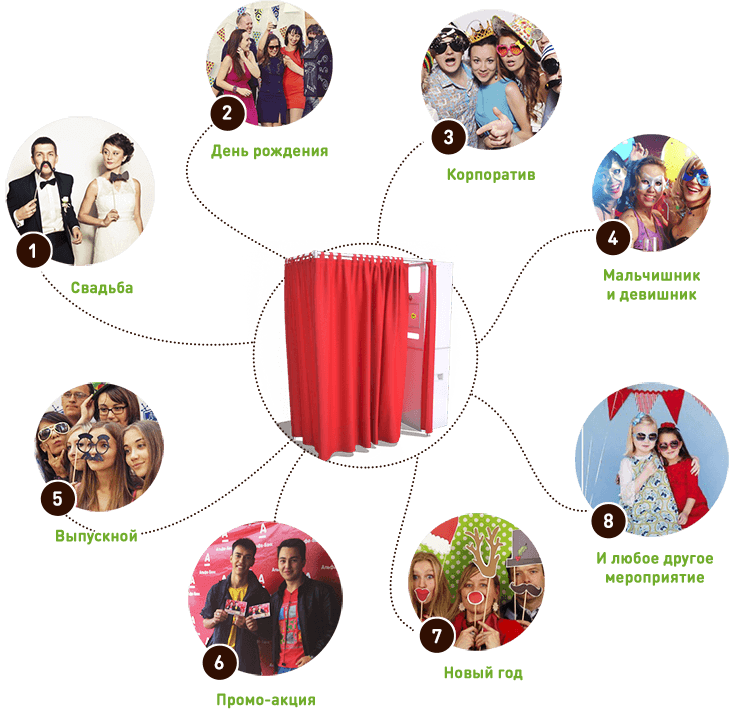 1
Свадьба
2
День рождения
3
Корпоратив
4
Мальчишник
и девишник
5
Выпускной
6
Промо-акция
7
Новый год
8
И любое другое
мероприятие